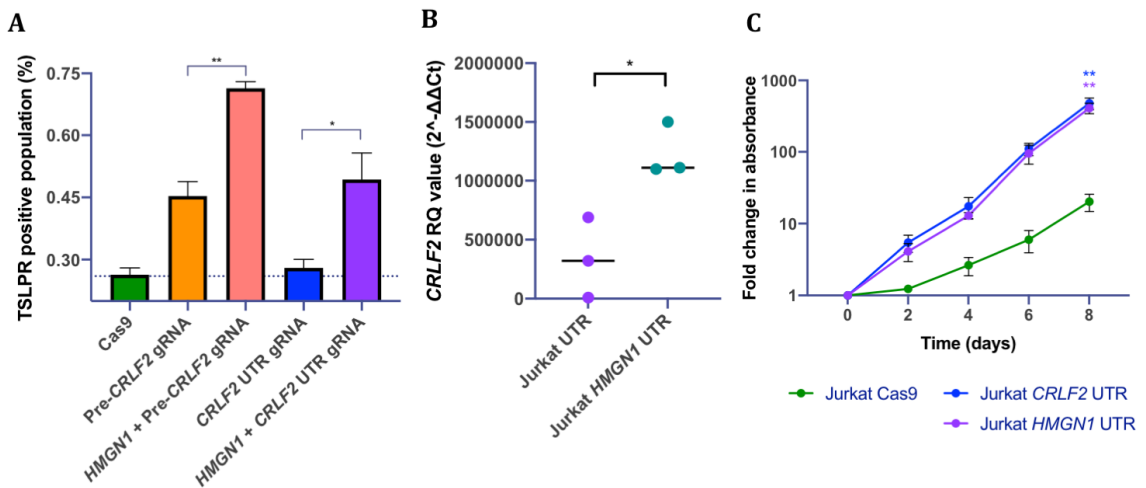 A
TSLPR positive population (%)
0.75
0.60
0.45
0.30
**
*
Cas9
Pre-CRLF2 gRNA
HMGN1 + Pre-CRLF2 gRNA
CRLF2 UTR gRNA
HMGN1 + CRLF2 UTR gRNA
B
CRLF2 RQ value (2^-ΔΔCt)
2000000
1500000
1000000
500000
0
*
Jurkat UTR
Jurkat HMGN1 UTR
C
Fold change in absorbance
1000
100
10
1
**
**
0 2 4 6 8
Time (days)
Jurkat Cas9
Jurkat CRLF2 UTR
Jurkat HMGN1 UTR